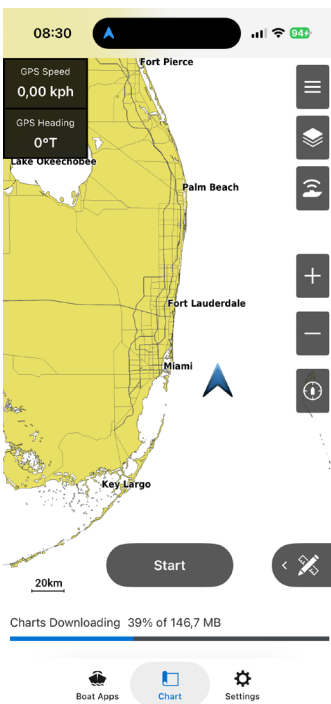 08:30
94+
Fort Pierce
GPS Speed
0,00 kph
GPS Heading
0°T
Lake Okeechobee
Palm Beach
Fort Lauderdale
Miami
Key Largo
Start
20km
Charts Downloading 39% of 146,7 MB
Boat Apps
Chart
Settings